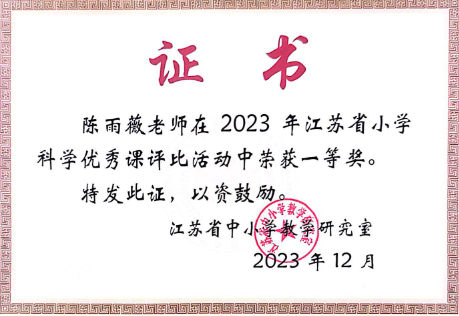 证书
陈雨薇老师在 2023 年江苏省小学
科学优秀课评比活动中荣获一等奖。
特发此证，以资鼓励。
江苏省中小学教学研究室
2023 年 12 月